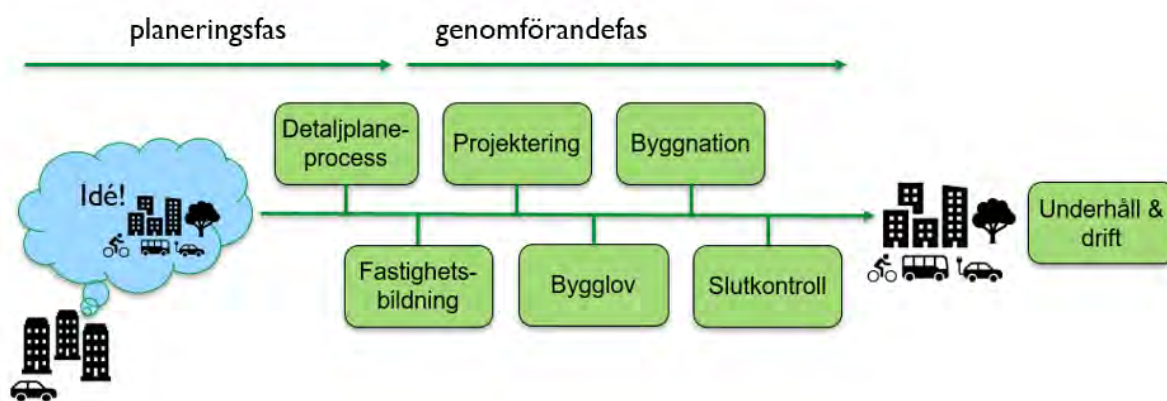 planeringsfas
genomförandefas
Idé!
Detaljplane-
process
Fastighets-
bildning
Projektering
Bygglov
Byggnation
Slutkontroll
Underhåll &
drift